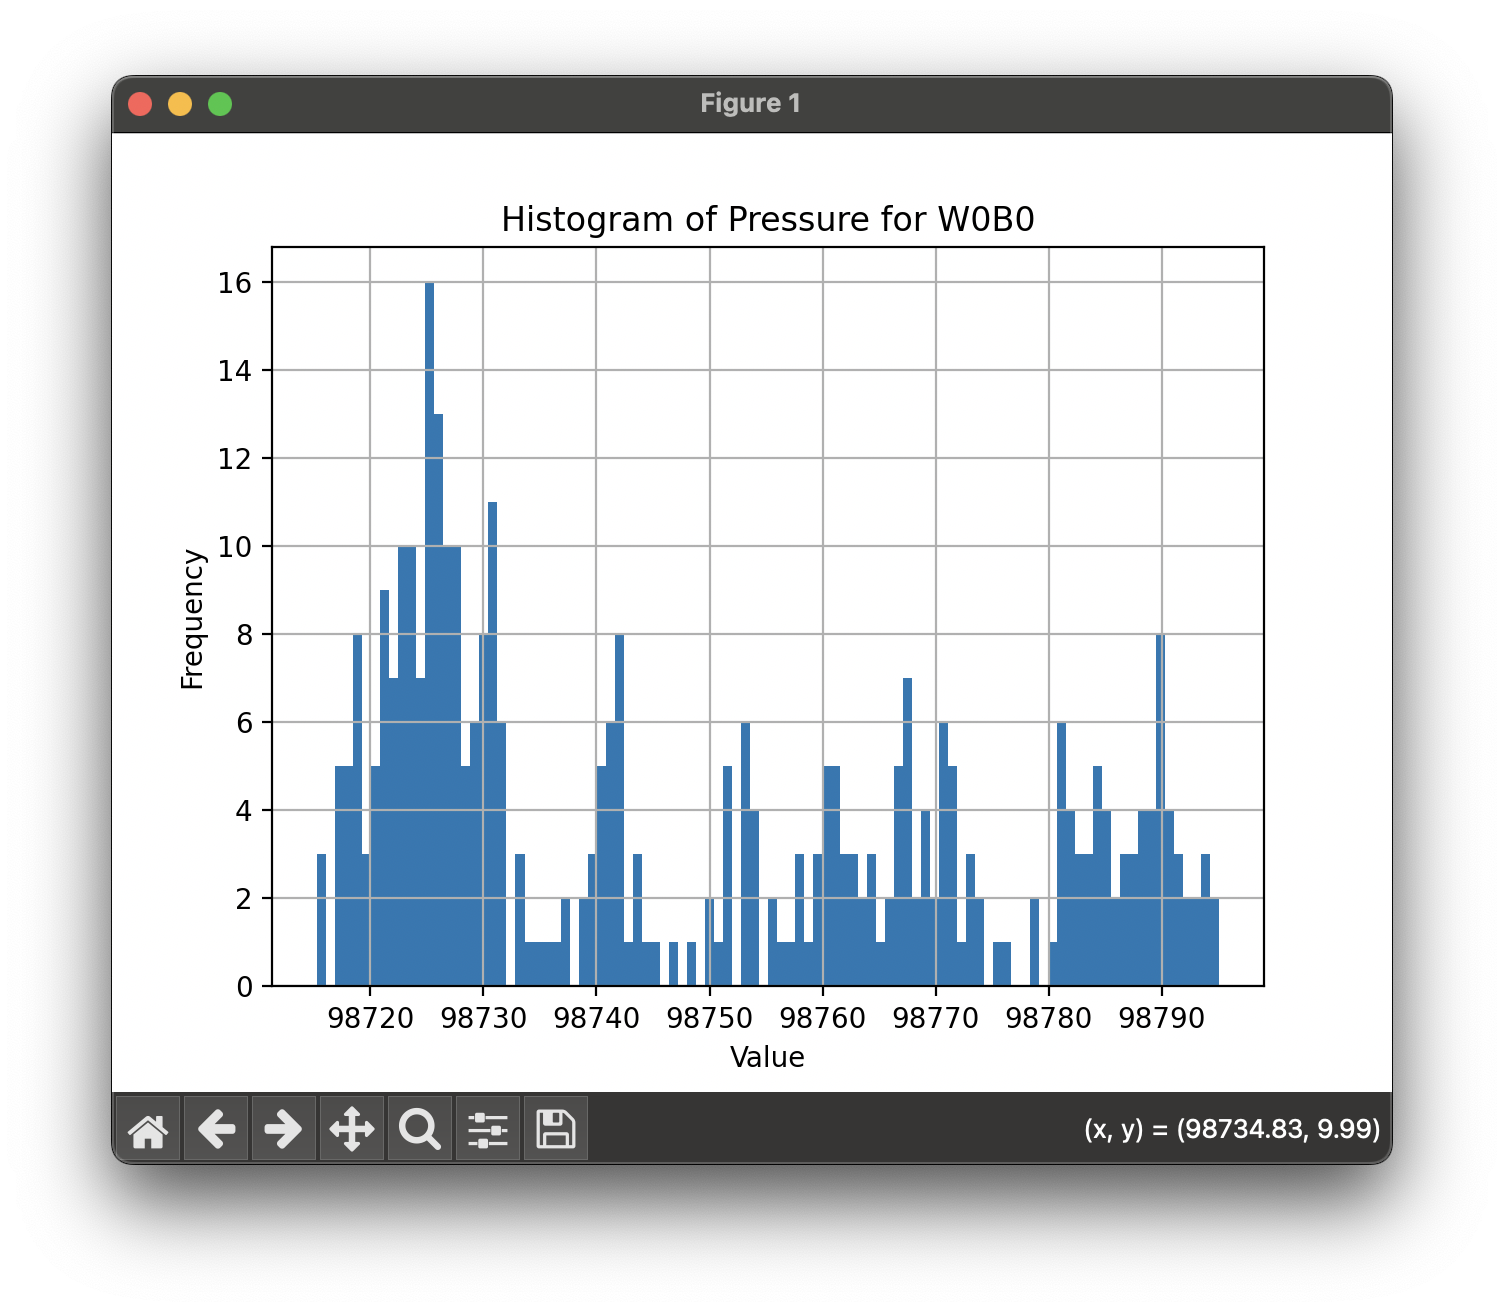 Figure 1
Histogram of Pressure for W0B0
Frequency
16
14
12
10
8
6
4
2
0
98720 98730 98740 98750 98760 98770 98780 98790
Value
(x, y) = (98734.83, 9.99)